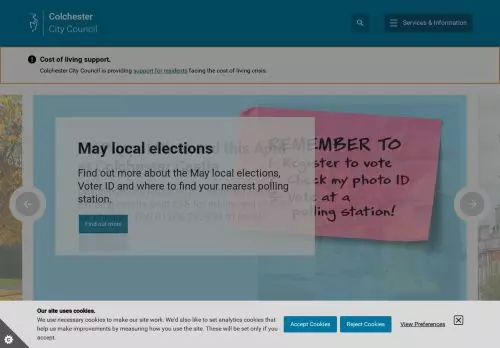 Colchester
City Council
Services & Information
Cost of living support.
Colchester City Council is providing support for residents facing the cost of living crisis.
May local elections
Find out more about the May local elections,
Voter ID and where to find your nearest polling
station.
Find out more
REMEMBER TO
Register to vote
check my photo ID
vote at a
polling station!
Our site uses cookies.
We use necessary cookies to make our site work. We'd also like to set analytics cookies that
help us make improvements by measuring how you use the site. These will be set only if you
accept.
Accept Cookies
Reject Cookies
View Preferences